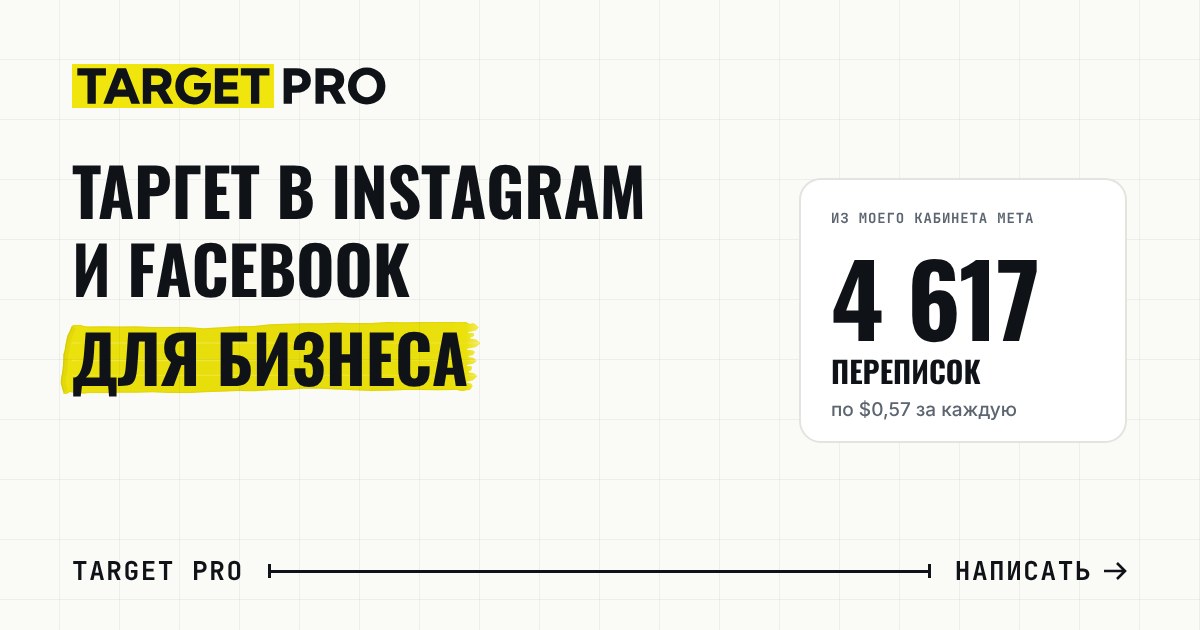 TARGET PRO
ТАРГЕТ В INSTAGRAM
И FACEBOOK
ДЛЯ БИЗНЕСА
ИЗ МОЕГО КАБИНЕТА МЕТА
4 617
ПЕРЕПИСОК
по $0,57 за каждую
TARGET PRO
НАПИСАТЬ →